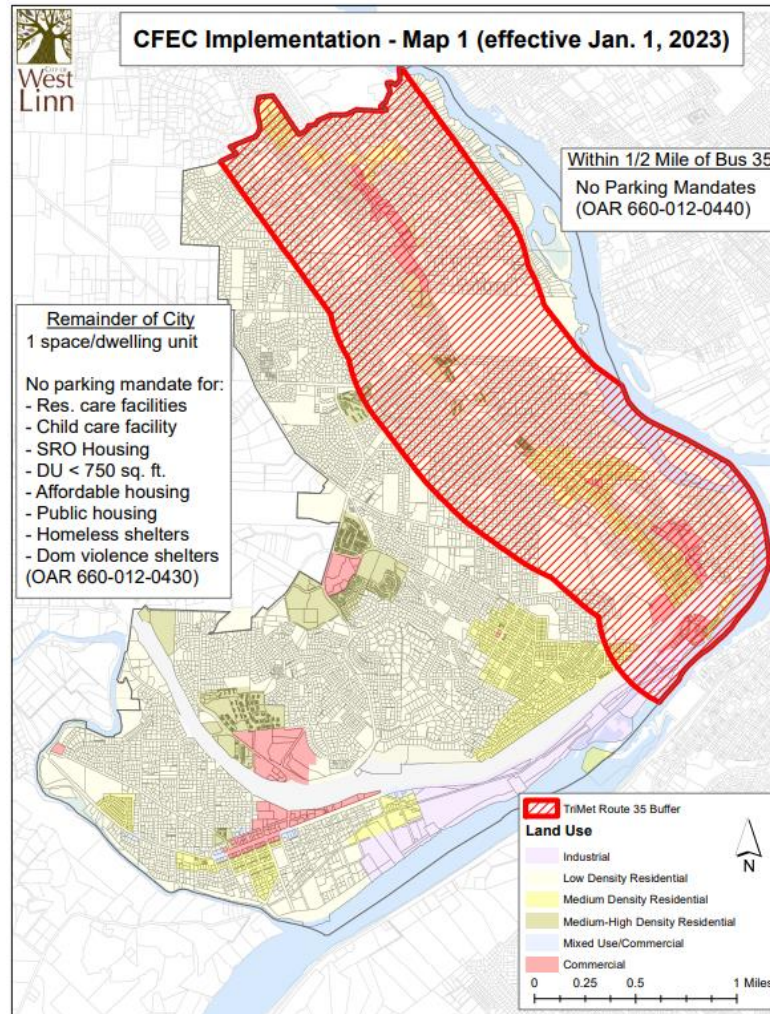 CITY OF
West
Linn
CFEC Implementation - Map 1 (effective Jan. 1, 2023)
Within 1/2 Mile of Bus 35
No Parking Mandates
(OAR 660-012-0440)
Remainder of City
1 space/dwelling unit
No parking mandate for:
- Res. care facilities
- Child care facility
- SRO Housing
- DU < 750 sq. ft.
- Affordable housing
- Public housing
- Homeless shelters
- Dom violence shelters
(OAR 660-012-0430)
TriMet Route 35 Buffer
Land Use
Industrial
Low Density Residential
Medium Density Residential
Medium-High Density Residential
Mixed Use/Commercial
Commercial
N
0 0.25 0.5 1 Miles